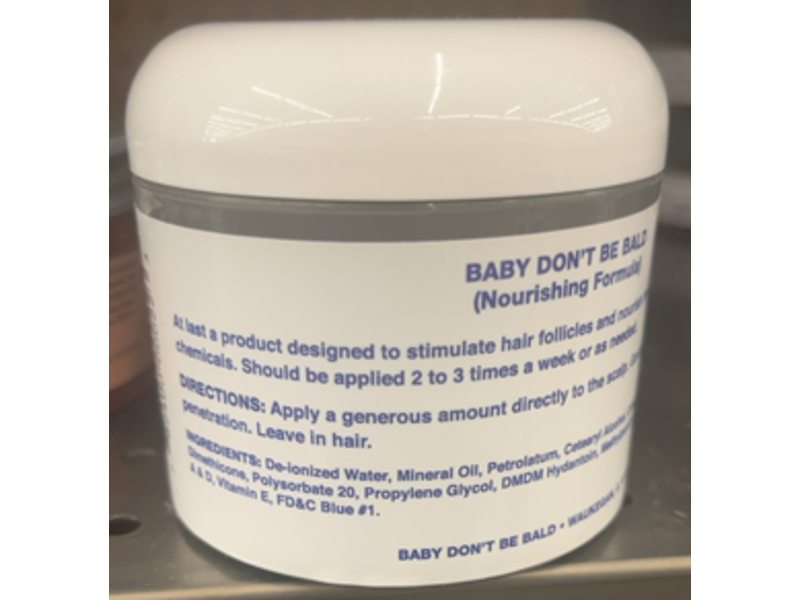 BABY DON'T BE BALD
(Nourishing Formula)
At last a product designed to stimulate hair follicles and
chemicals. Should be applied 2 to 3 times a week or as needed.
DIRECTIONS: Apply a generous amount directly to the scalp
penetration. Leave in hair.
INGREDIENTS: De-ionized Water, Mineral Oil, Petrolatum, Cetearyl Alcohol,
Dimethicone, Polysorbate 20, Propylene Glycol, DMDM Hydantoin,
A & D, Vitamin E, FD&C Blue #1.
BABY DON'T BE BALD • WAUKEGAN,